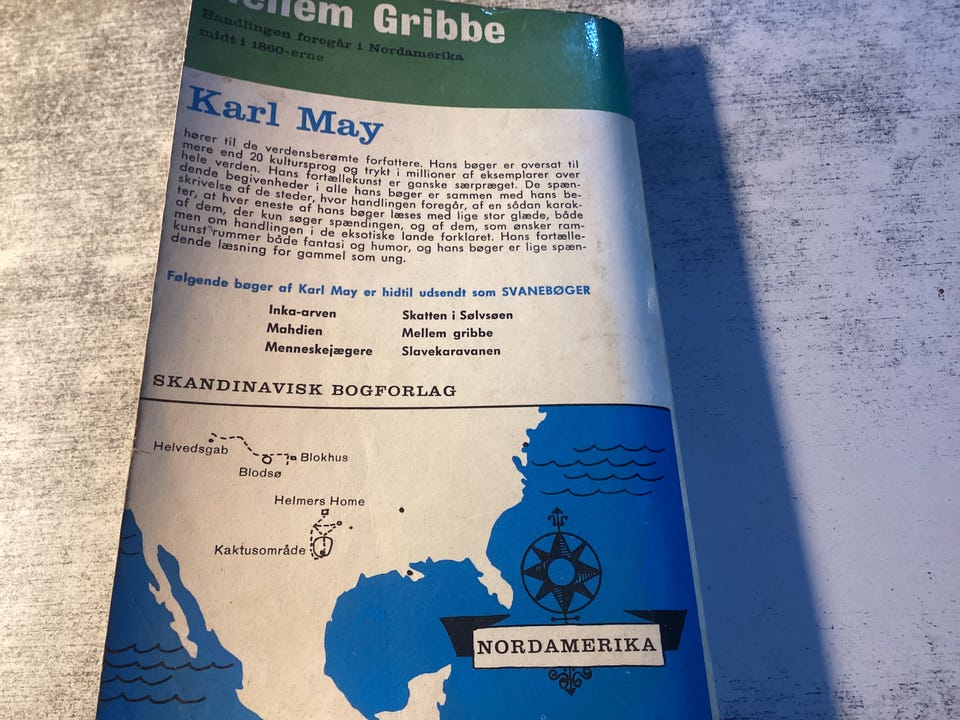 Gribbe
Handlingen foregår i Nordamerika
midt i 1860-erne
Karl May
hører til de verdensberømte forfattere. Hans bøger er oversat til
mere end 20 kultursprog og trykt i millioner af eksemplarer over
hele verden. Hans fortællekunst er ganske særpræget. De spæn-
dende begivenheder i alle hans bøger er sammen med hans be-
skrivelse af de steder, hvor handlingen foregår, af en sådan karak-
ter, at hver eneste af hans bøger læses med lige stor glæde, både
af dem, der kun søger spændingen, og af dem, som ønsker ram-
men om handlingen i de eksotiske lande forklaret. Hans fortælle-
kunst rummer både fantasi og humor, og hans bøger er lige spæn-
dende læsning for gammel som ung.
Følgende bøger af Karl May er hidtil udsendt som SVANEBØGER
Inka-arven Skatten i Sølvsøen
Mahdien Mellem gribbe
Menneskejægere Slavekaravanen
SKANDINAVISK BOGFORLAG
Helvedsgab
Blokhus
Blodsø
Helmers Home
Kaktusområde
NORDAMERIKA